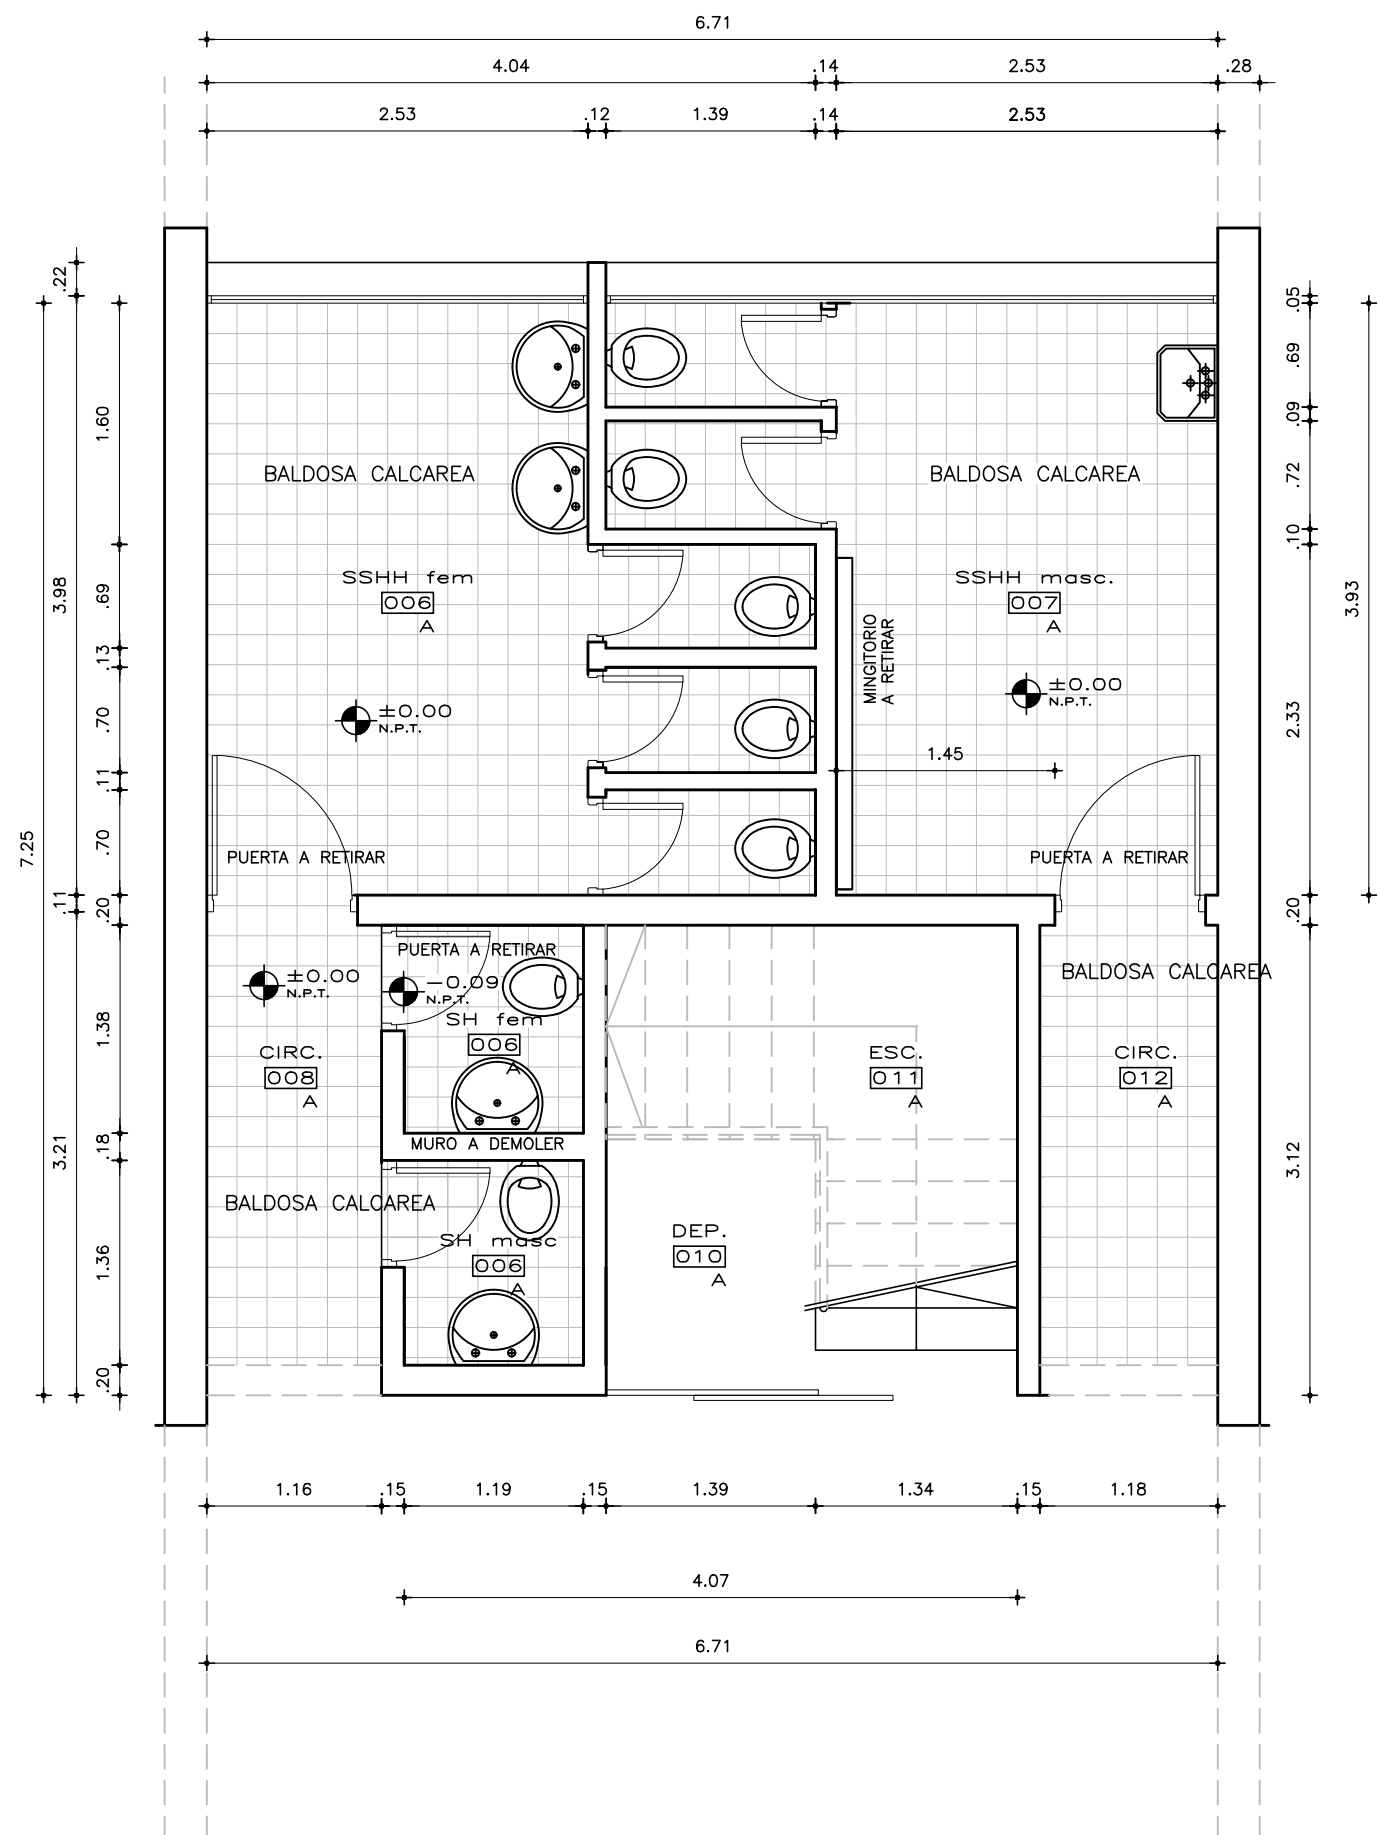 6.71
4.04 .14 2.53 .28
2.53 .12 1.39 .14 2.53
.22
.05
.69
1.60
.09
BALDOSA CALCAREA
BALDOSA CALCAREA
.72
.10
SSHH fem
006
A
SSHH masc.
007
A
3.98
.69
3.93
MINGITORIO
A RETIRAR
.13
±0.00
N.P.T.
±0.00
N.P.T.
.70
2.33
1.45
.11
7.25
.70
PUERTA A RETIRAR
PUERTA A RETIRAR
.11
.20
.20
PUERTA A RETIRAR
±0.00
N.P.T.
-0.09
N.P.T.
BALDOSA CALCAREA
SH fem
006
A
1.38
CIRC.
008
A
ESC.
011
A
CIRC.
012
A
MURO A DEMOLER
.18
3.21
3.12
BALDOSA CALCAREA
SH masc
006
A
DEP.
010
A
1.36
.20
1.16 .15 1.19 .15 1.39 1.34 .15 1.18
4.07
6.71